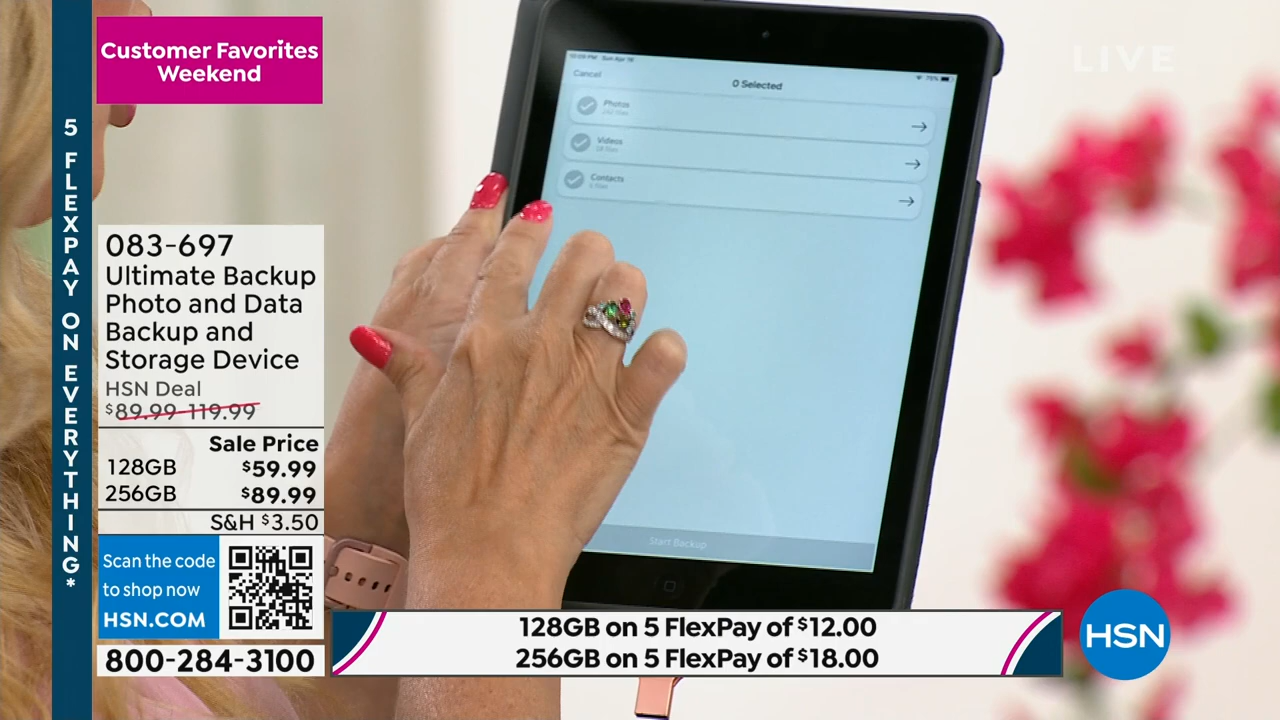 Customer Favorites
Weekend
LIVE
5 FLEXPAY ON EVERYTHING*
083-697
Ultimate Backup
Photo and Data
Backup and
Storage Device
HSN Deal
$89.99-119.99
Sale Price
128GB $59.99
256GB $89.99
S&H $3.50
Scan the code
to shop now
HSN.COM
800-284-3100
Cancel
0 Selected
Photos
Videos
Contacts
Start Backup
128GB on 5 FlexPay of $12.00
256GB on 5 FlexPay of $18.00
HSN